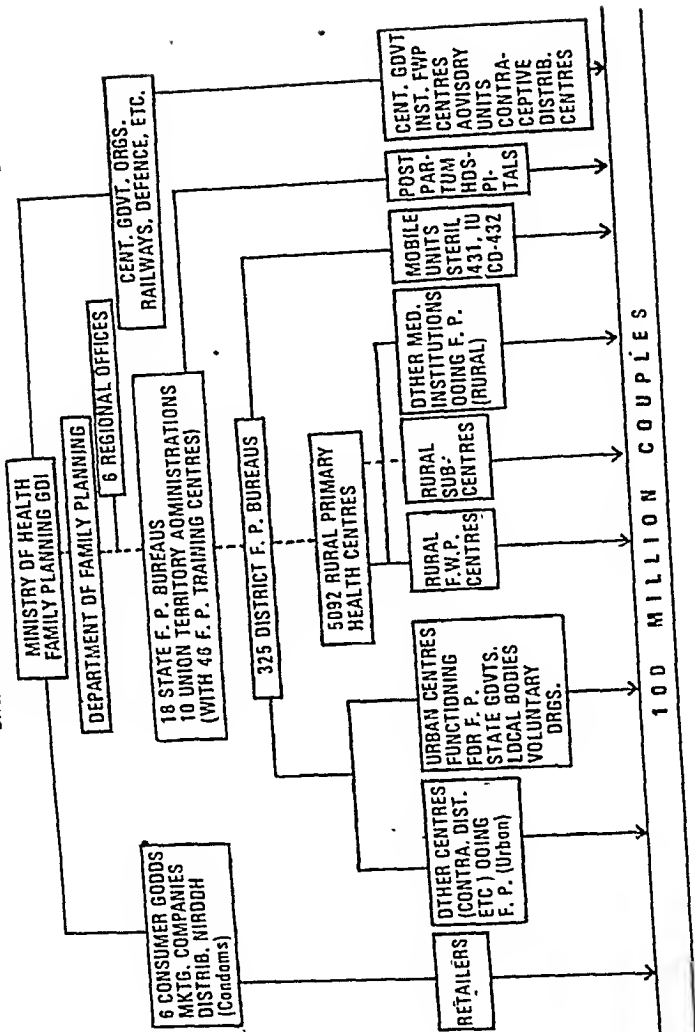 MINISTRY OF HEALTH
FAMILY PLANNING GDI
DEPARTMENT OF FAMILY PLANNING
6 REGIONAL OFFICES
6 CONSUMER GOODS
MKTG. COMPANIES
DISTRIB. NIRDDH
(Condoms)
18 STATE F. P. BUREAUS
10 UNION TERRITORY ADMINISTRATIONS
(WITH 46 F. P. TRAINING CENTRES)
CENT. GOVT. ORGS.
RAILWAYS, DEFENCE, ETC.
325 DISTRICT F. P. BUREAUS
5092 RURAL PRIMARY
HEALTH CENTRES
RETAILERS
OTHER CENTRES
(CONTRA. DIST.
ETC ) DOING
F. P. (Urban)
URBAN CENTRES
FUNCTIONING
FOR F. P.
STATE GOVTS.
LOCAL BODIES
VOLUNTARY
DRGS.
RURAL
F.W.P.
CENTRES
RURAL
SUB-
CENTRES
OTHER MED.
INSTITUTIONS
DOING F. P.
(RURAL)
MOBILE
UNITS
STERIL
(431, IU
(CD-432
POST
PAR-
TUM
HOS-
PI-
TALS
CENT. GOVT
INST. FWP
CENTRES
ADVISORY
UNITS
CONTRA-
CEPTIVE
DISTRIB.
CENTRES
10D MILLION COUPLES